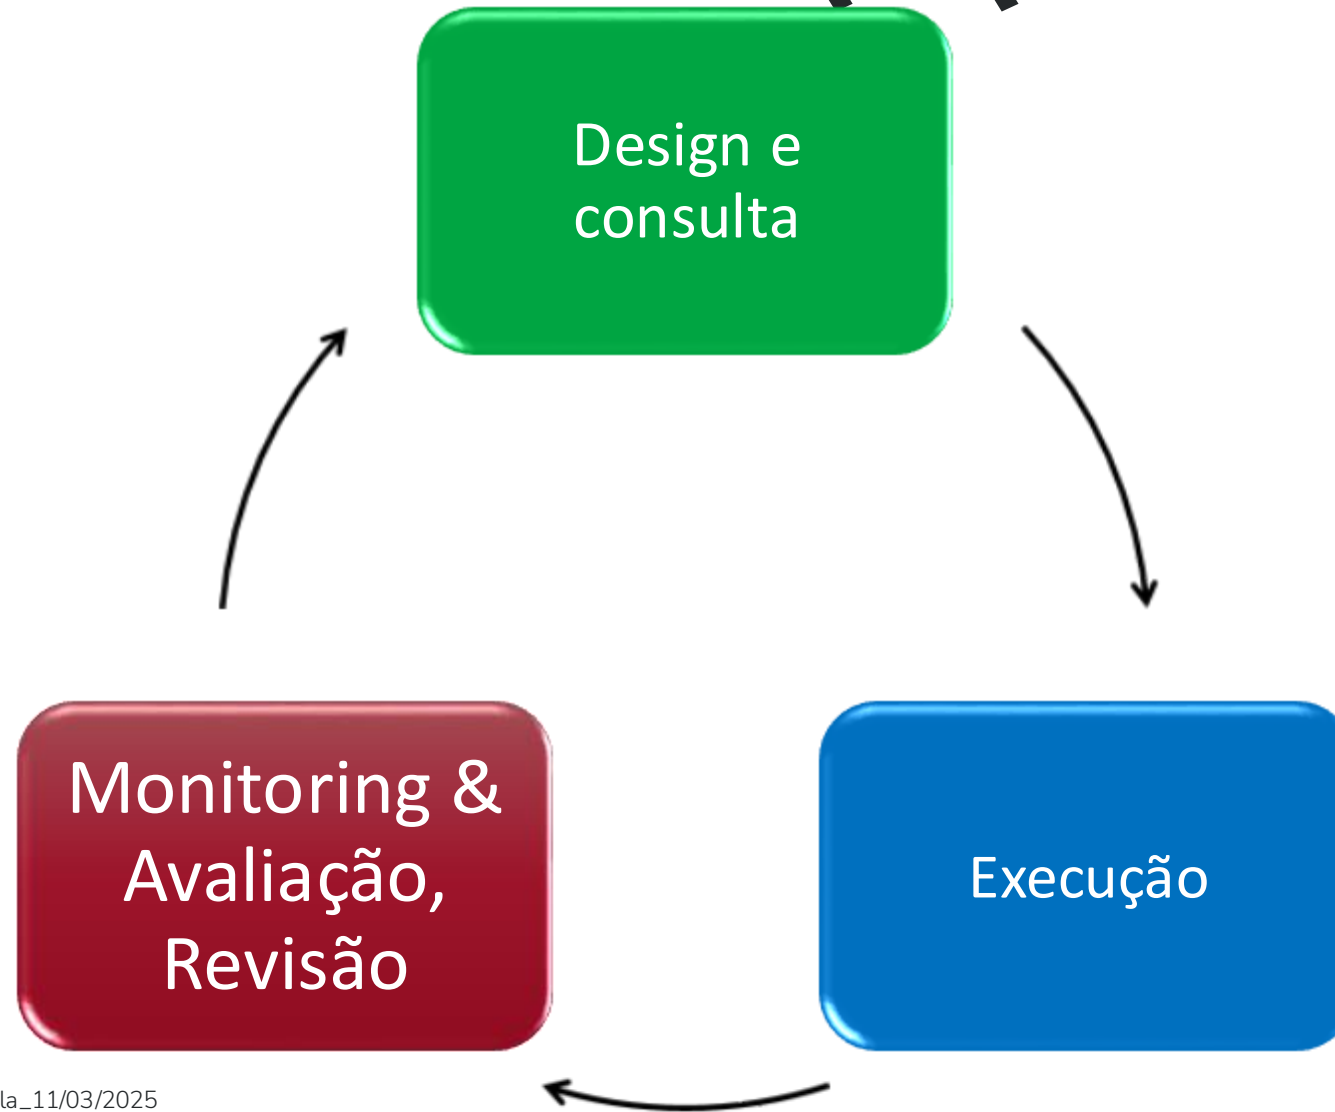 Design e
consulta
Monitoring &
Avaliação,
Revisão
Execução
la_11/03/2025